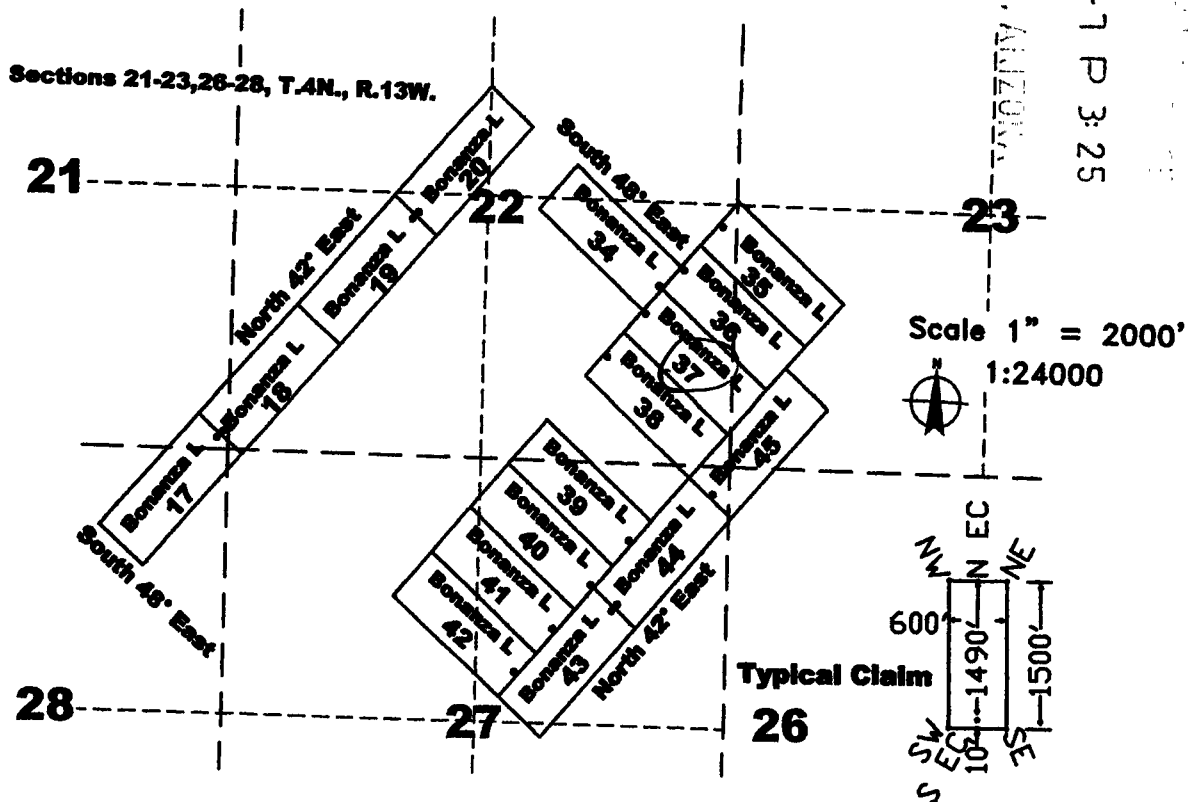 Sections 21-23,26-28, T.4N., R.13W.
-7 P 3:25
21
22
23
North 42° East
South 48° East
Bonanza L
20
Bonanza L
19
Bonanza L
18
Bonanza L
17
South 48° East
Bonanza L
34
Bonanza L
35
Bonanza L
36
Bonanza L
37
Bonanza L
38
Bonanza L
45
Bonanza L
39
Bonanza L
40
Bonanza L
41
Bonanza L
42
Bonanza L
44
Bonanza L
43
North 42° East
Scale 1" = 2000'
N
1:24000
28
27
26
Typical Claim
NW
N EC
NE
600'
1490'
1500'
10'
SW
S EC
SE